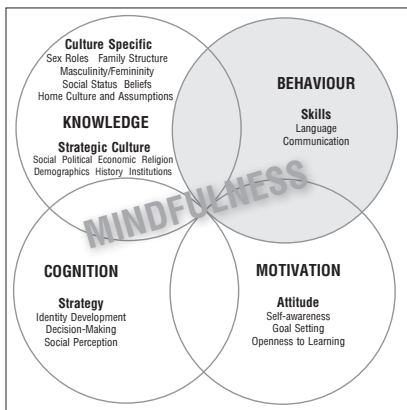 Culture Specific
Sex Roles Family Structure
Masculinity/Femininity
Social Status Beliefs
Home Culture and Assumptions
KNOWLEDGE
Strategic Culture
Social Political Economic Religion
Demographics History Institutions
BEHAVIOUR
Skills
Language
Communication
MINDFULNESS
COGNITION
Strategy
Identity Development
Decision-Making
Social Perception
MOTIVATION
Attitude
Self-awareness
Goal Setting
Openness to Learning